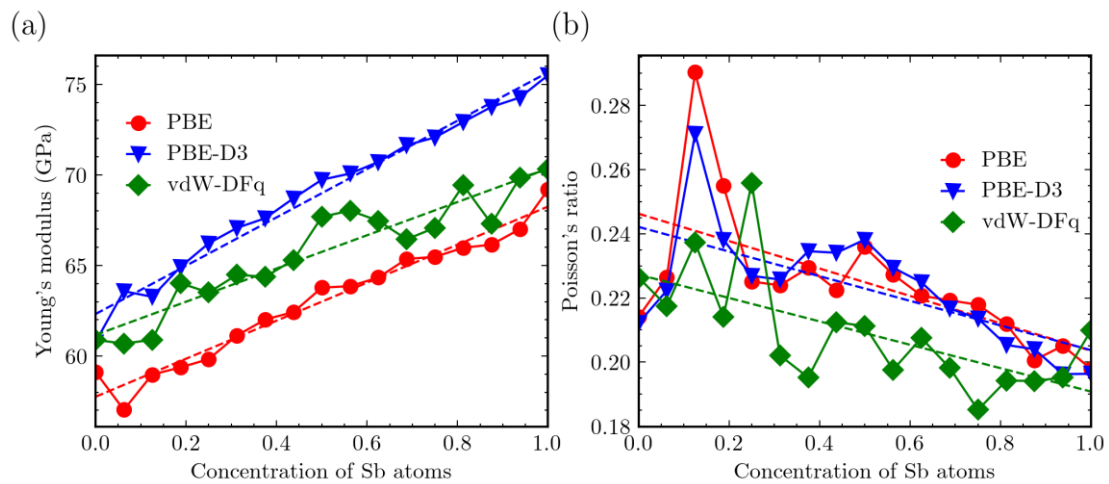 (a)
75
70
65
60
0.0 0.2 0.4 0.6 0.8 1.0
Young's modulus (GPa)
Concentration of Sb atoms
PBE
PBE-D3
vdW-DFq
(b)
0.28
0.26
0.24
0.22
0.20
0.18
0.0 0.2 0.4 0.6 0.8 1.0
Poisson's ratio
Concentration of Sb atoms
PBE
PBE-D3
vdW-DFq